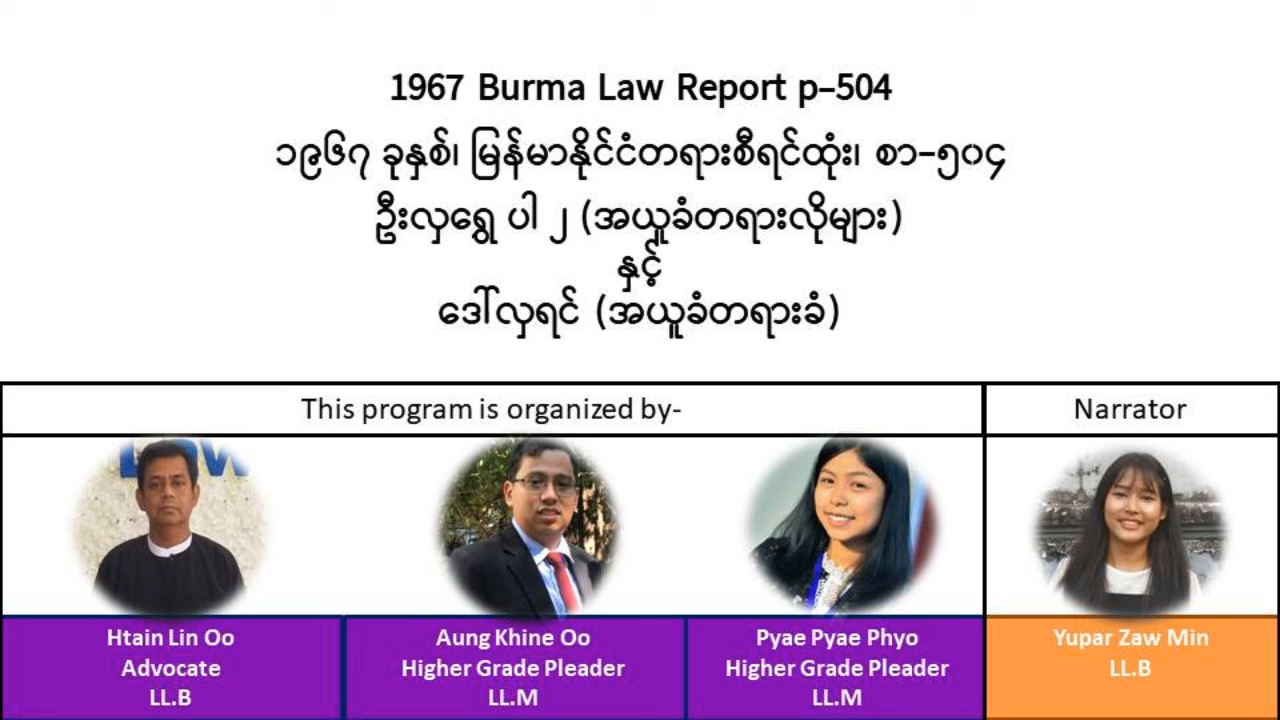 1967 Burma Law Report p-504
၁၉၆၇ ခုနှစ်၊ မြန်မာနိုင်ငံတရားစီရင်ထုံး၊ စာ-၅၀၄
ဦးလှရွှေ ပါ ၂ (အယူခံတရားလိုများ)
နှင့်
ဒေါ်လှရင် (အယူခံတရားခံ)
This program is organized by-
Narrator
Htain Lin Oo
Advocate
LL.B
Aung Khine Oo
Higher Grade Pleader
LL.M
Pyae Pyae Phyo
Higher Grade Pleader
LL.M
Yupar Zaw Min
LL.B